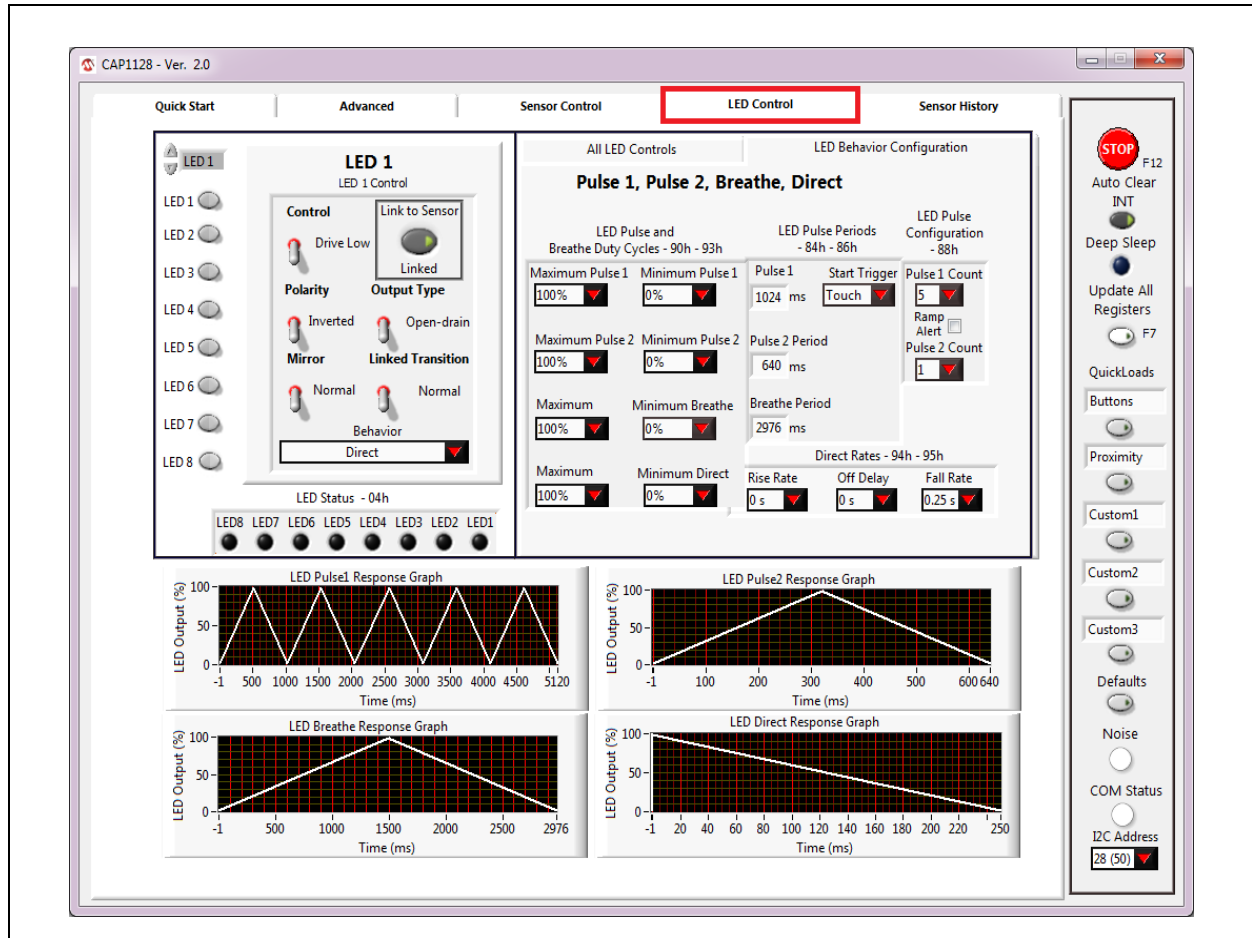 CAP1128 - Ver. 2.0
Quick Start
Advanced
Sensor Control
LED Control
Sensor History
LED 1
LED 1
LED 2
LED 3
LED 4
LED 5
LED 6
LED 7
LED 8
LED 1
LED 1 Control
Control
Drive Low
Link to Sensor
Linked
Polarity
Inverted
Output Type
Open-drain
Mirror
Normal
Linked Transition
Normal
Behavior
Direct
LED Status - 04h
LED8 LED7 LED6 LED5 LED4 LED3 LED2 LED1
All LED Controls
LED Behavior Configuration
Pulse 1, Pulse 2, Breathe, Direct
LED Pulse and
Breathe Duty Cycles - 90h - 93h
Maximum Pulse 1 Minimum Pulse 1
100% 0%
Maximum Pulse 2 Minimum Pulse 2
100% 0%
Maximum Minimum Breathe
100% 0%
Maximum Minimum Direct
100% 0%
LED Pulse Periods
- 84h - 86h
Pulse 1 Start Trigger
1024 ms Touch
Pulse 2 Period
640 ms
Breathe Period
2976 ms
LED Pulse
Configuration
- 88h
Pulse 1 Count
5
Ramp
Alert
Pulse 2 Count
1
Direct Rates - 94h - 95h
Rise Rate Off Delay Fall Rate
0 s 0 s 0.25 s
LED Pulse1 Response Graph
LED Output (%)
100
50
0
-1 500 1000 1500 2000 2500 3000 3500 4000 4500 5120
Time (ms)
LED Pulse2 Response Graph
LED Output (%)
100
50
0
-1 100 200 300 400 500 600 640
Time (ms)
LED Breathe Response Graph
LED Output (%)
100
50
0
-1 500 1000 1500 2000 2500 2976
Time (ms)
LED Direct Response Graph
LED Output (%)
100
50
0
-1 20 40 60 80 100 120 140 160 180 200 220 250
Time (ms)
STOP
F12
Auto Clear
INT
Deep Sleep
Update All
Registers
F7
QuickLoads
Buttons
Proximity
Custom1
Custom2
Custom3
Defaults
Noise
COM Status
I2C Address
28 (50)